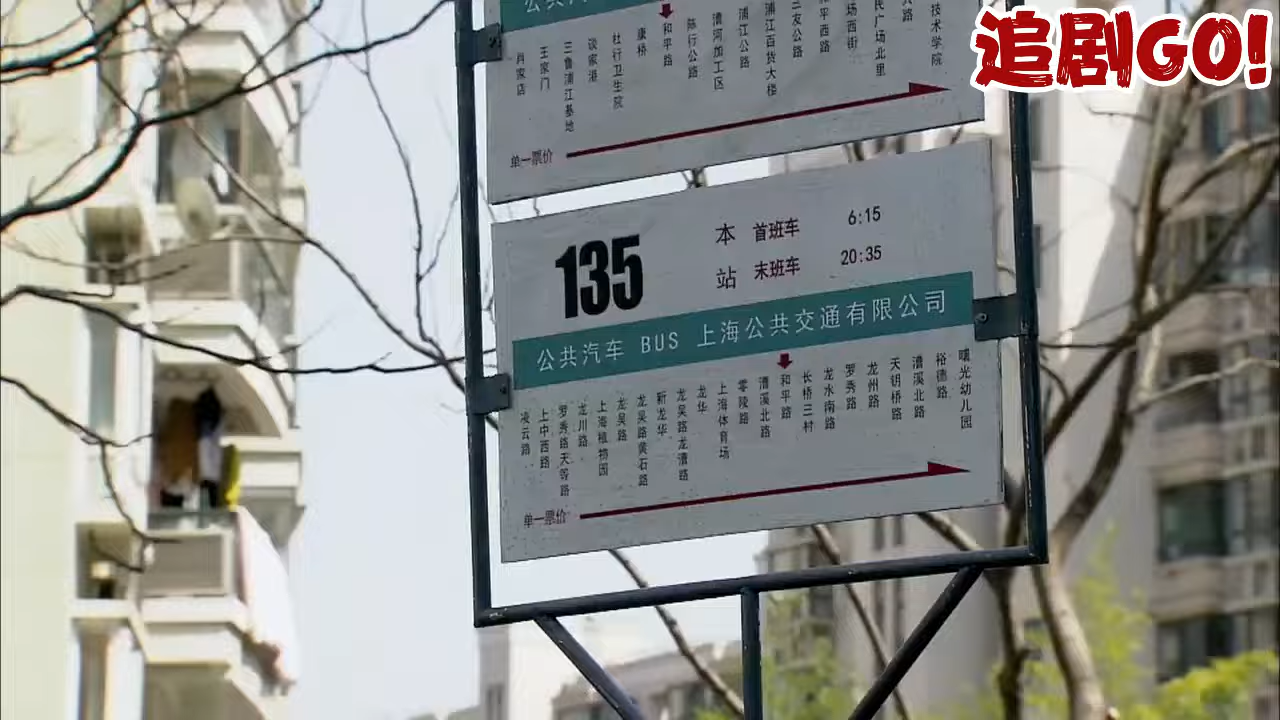 追剧GO!
公共汽
肖家店
王家门
三鲁浦江基地
谈家港
杜行卫生院
康桥
和平路
陈行公路
漕河加工区
浦江公路
浦江百货大楼
三友公路
和平西路
技术学院
单一票价
135
本站
首班车 6:15
末班车 20:35
公共汽车 BUS 上海公共交通有限公司
凌云路
上中西路
罗秀路天等路
龙川路
上海植物园
龙吴路
龙吴路黄石路
新龙华
龙吴路龙漕路
龙华
上海体育场
零陵路
漕溪北路
和平路
长桥三村
龙水南路
罗秀路
龙州路
天钥桥路
漕溪北路
裕德路
曙光幼儿园
单一票价